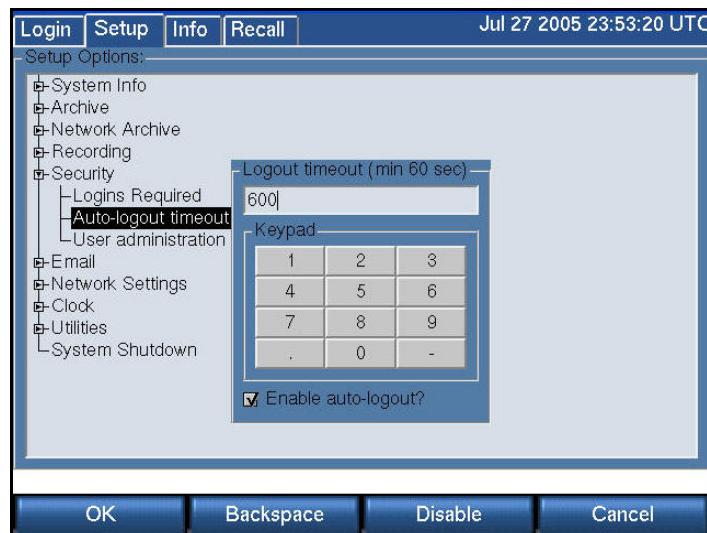 Login Setup Info Recall Jul 27 2005 23:53:20 UTC
Setup Options:
System Info
Archive
Network Archive
Recording
Security
Logins Required
Auto-logout timeout
User administration
Email
Network Settings
Clock
Utilities
System Shutdown
Logout timeout (min 60 sec)
600
Keypad
1 2 3
4 5 6
7 8 9
. 0 -
Enable auto-logout?
OK Backspace Disable Cancel